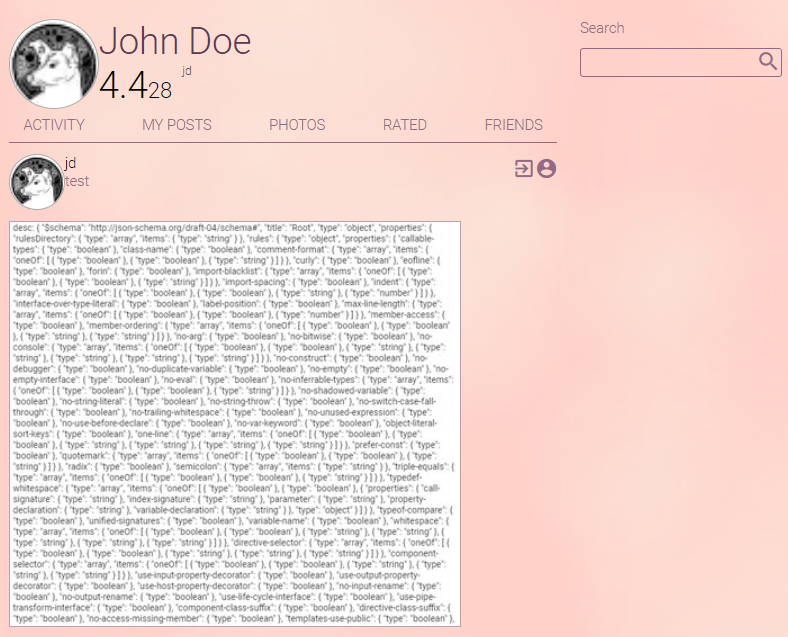 John Doe
jd
4.428
Search
ACTIVITY MY POSTS PHOTOS RATED FRIENDS
jd
test
desc: { "$schema": "http://json-schema.org/draft-04/schema#", "title": "Root", "type": "object", "properties": {
"rulesDirectory": { "type": "array", "items": { "type": "string" } }, "rules": { "type": "object", "properties": { "callable-
types": { "type": "boolean" }, "class-name": { "type": "boolean" }, "comment-format": { "type": "array", "items": {
"oneOf": [ { "type": "boolean" }, { "type": "boolean" }, { "type": "string" } ] } }, "curly": { "type": "boolean" }, "eofline":
{ "type": "boolean" }, "forin": { "type": "boolean" }, "import-blacklist": { "type": "array", "items": { "oneOf": [ { "type":
"boolean" }, { "type": "boolean" }, { "type": "string" } ] } }, "import-spacing": { "type": "boolean" }, "indent": { "type":
"array", "items": { "oneOf": [ { "type": "boolean" }, { "type": "boolean" }, { "type": "string" }, { "type": "number" } ] } },
"interface-over-type-literal": { "type": "boolean" }, "label-position": { "type": "boolean" }, "max-line-length": { "type":
"array", "items": { "oneOf": [ { "type": "boolean" }, { "type": "boolean" }, { "type": "number" } ] } }, "member-access":
{ "type": "boolean" }, "member-ordering": { "type": "array", "items": { "oneOf": [ { "type": "boolean" }, { "type": "boolean"
}, { "type": "string" }, { "type": "string" } ] } }, "no-arg": { "type": "boolean" }, "no-bitwise": { "type": "boolean" }, "no-
console": { "type": "array", "items": { "oneOf": [ { "type": "boolean" }, { "type": "boolean" }, { "type": "string" }, { "type":
"string" }, { "type": "string" }, { "type": "string" }, { "type": "string" } ] } }, "no-construct": { "type": "boolean" }, "no-
debugger": { "type": "boolean" }, "no-duplicate-variable": { "type": "boolean" }, "no-empty": { "type": "boolean" }, "no-
empty-interface": { "type": "boolean" }, "no-eval": { "type": "boolean" }, "no-inferrable-types": { "type": "array", "items":
{ "oneOf": [ { "type": "boolean" }, { "type": "boolean" }, { "type": "string" } ] } }, "no-shadowed-variable": { "type":
"boolean" }, "no-string-literal": { "type": "boolean" }, "no-string-throw": { "type": "boolean" }, "no-switch-case-fall-
through": { "type": "boolean" }, "no-trailing-whitespace": { "type": "boolean" }, "no-unused-expression": { "type":
"boolean" }, "no-use-before-declare": { "type": "boolean" }, "no-var-keyword": { "type": "boolean" }, "object-literal-
sort-keys": { "type": "boolean" }, "one-line": { "type": "array", "items": { "oneOf": [ { "type": "boolean" }, { "type":
"boolean" }, { "type": "string" }, { "type": "string" }, { "type": "string" }, { "type": "string" } ] } }, "prefer-const": { "type":
"boolean" }, "quotemark": { "type": "array", "items": { "oneOf": [ { "type": "boolean" }, { "type": "boolean" }, { "type":
"string" } ] } }, "radix": { "type": "boolean" }, "semicolon": { "type": "array", "items": { "type": "string" } }, "triple-equals": {
"type": "array", "items": { "oneOf": [ { "type": "boolean" }, { "type": "boolean" }, { "type": "string" } ] } }, "typedef-
whitespace": { "type": "array", "items": { "oneOf": [ { "type": "boolean" }, { "type": "boolean" }, { "properties": { "call-
signature": { "type": "string" }, "index-signature": { "type": "string" }, "parameter": { "type": "string" }, "property-
declaration": { "type": "string" }, "variable-declaration": { "type": "string" } }, "type": "object" } ] } }, "typeof-compare":
{ "type": "boolean" }, "unified-signatures": { "type": "boolean" }, "variable-name": { "type": "boolean" }, "whitespace": {
"type": "array", "items": { "oneOf": [ { "type": "boolean" }, { "type": "boolean" }, { "type": "string" }, { "type": "string" },
{ "type": "string" }, { "type": "string" }, { "type": "string" } ] } }, "directive-selector": { "type": "array", "items": { "oneOf": [
{ "type": "boolean" }, { "type": "boolean" }, { "type": "string" }, { "type": "string" }, { "type": "string" } ] } }, "component-
selector": { "type": "array", "items": { "oneOf": [ { "type": "boolean" }, { "type": "boolean" }, { "type": "string" }, { "type":
"string" }, { "type": "string" } ] } }, "use-input-property-decorator": { "type": "boolean" }, "use-output-property-
decorator": { "type": "boolean" }, "use-host-property-decorator": { "type": "boolean" }, "no-input-rename": { "type":
"boolean" }, "no-output-rename": { "type": "boolean" }, "use-life-cycle-interface": { "type": "boolean" }, "use-pipe-
transform-interface": { "type": "boolean" }, "component-class-suffix": { "type": "boolean" }, "directive-class-suffix": {
"type": "boolean" }, "no-access-missing-member": { "type": "boolean" }, "templates-use-public": { "type": "boolean" },